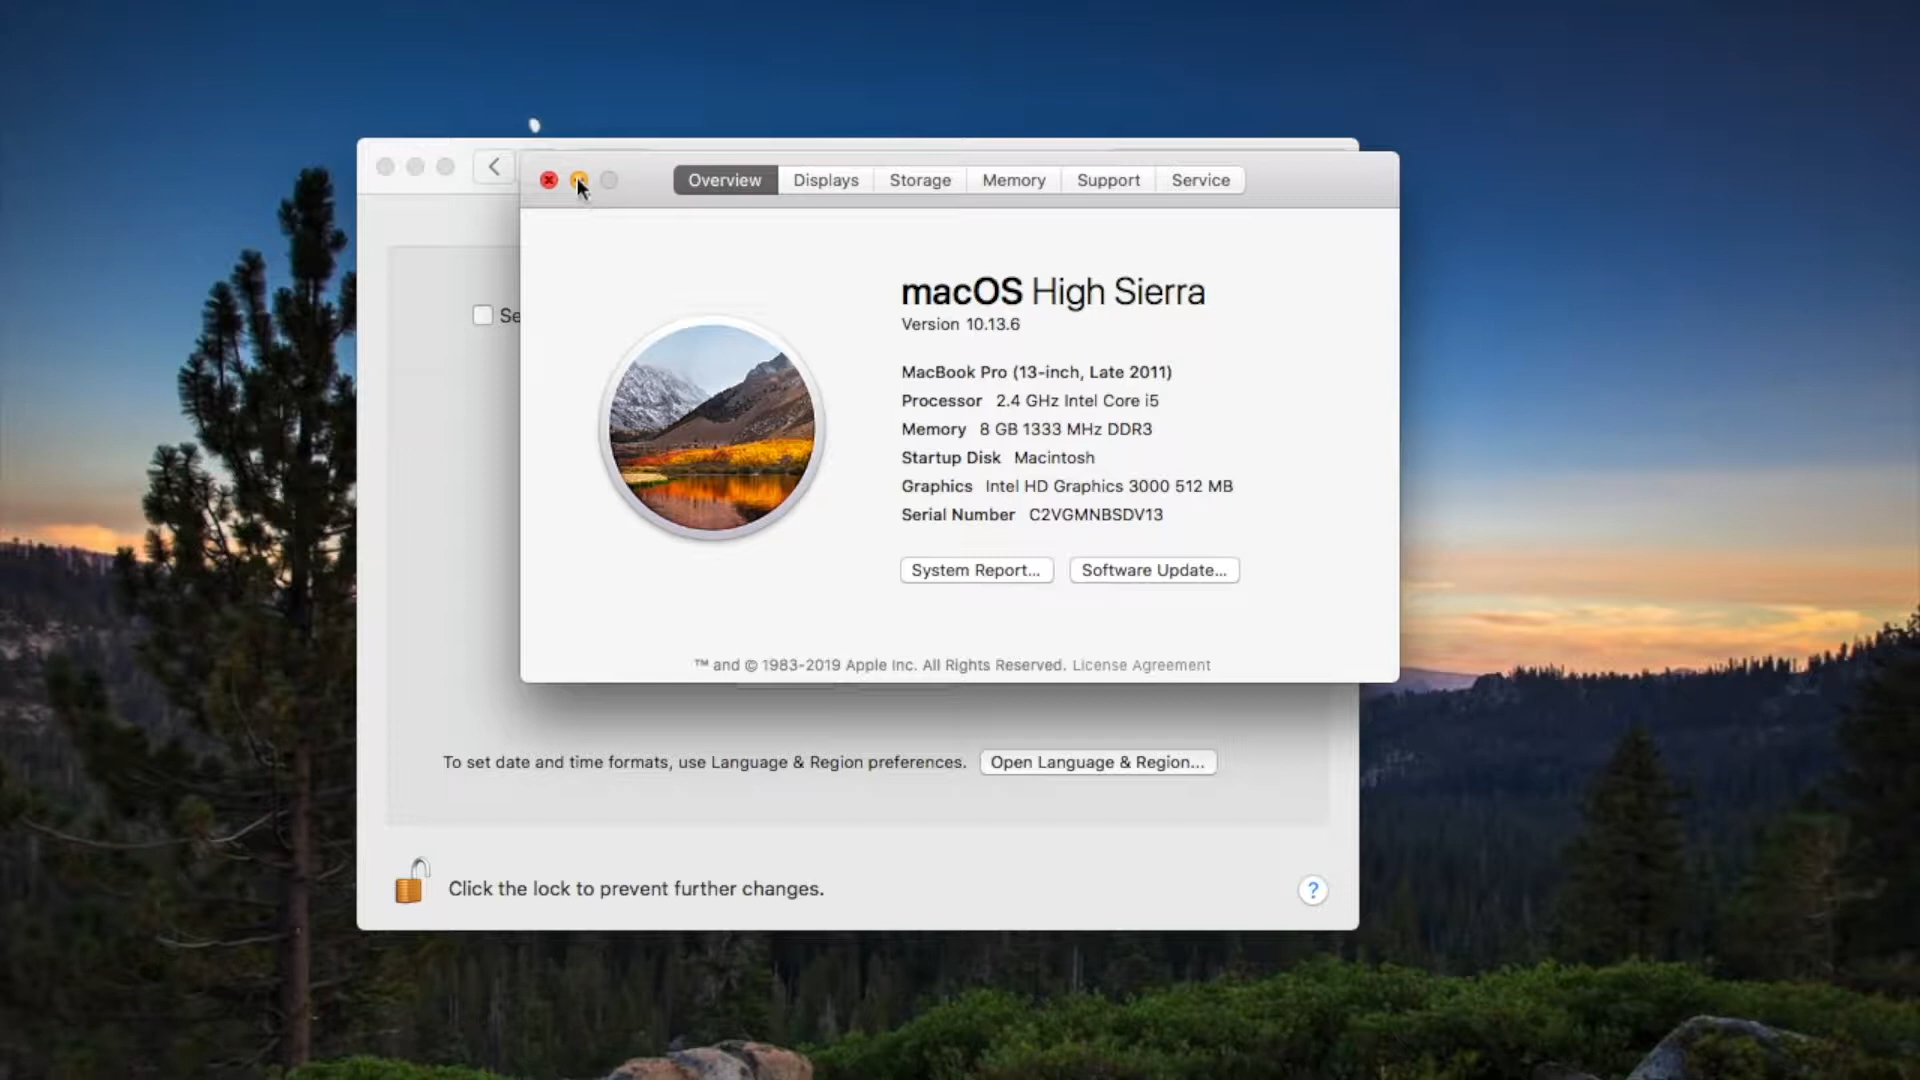 Overview Displays Storage Memory Support Service
Se
macOS High Sierra
Version 10.13.6
MacBook Pro (13-inch, Late 2011)
Processor 2.4 GHz Intel Core i5
Memory 8 GB 1333 MHz DDR3
Startup Disk Macintosh
Graphics Intel HD Graphics 3000 512 MB
Serial Number C2VGMNBSDV13
System Report... Software Update...
™ and © 1983-2019 Apple Inc. All Rights Reserved. License Agreement
To set date and time formats, use Language & Region preferences. Open Language & Region...
Click the lock to prevent further changes. ?